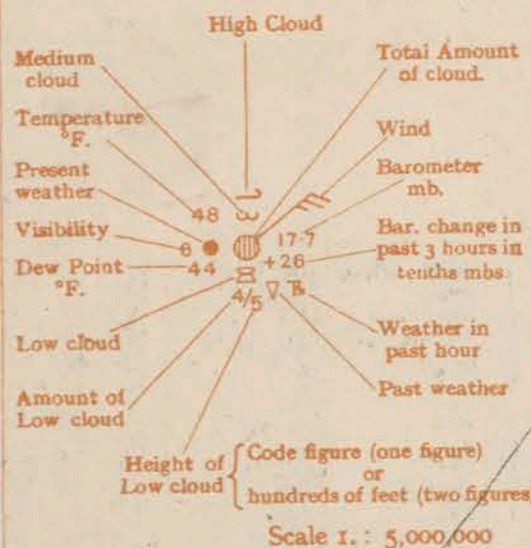 High Cloud
Medium
cloud
Total Amount
of cloud.
Temperature
°F.
Wind
Present
weather
Barometer
mb.
48
Visibility
6
17·7
Bar. change in
past 3 hours in
tenths mbs.
+26
Dew Point
°F.
44
4/5
Low cloud
Weather in
past hour
Amount of
Low cloud
Past weather
Height of
Low cloud
Code figure (one figure)
or
hundreds of feet (two figures)
Scale 1. : 5,000,000